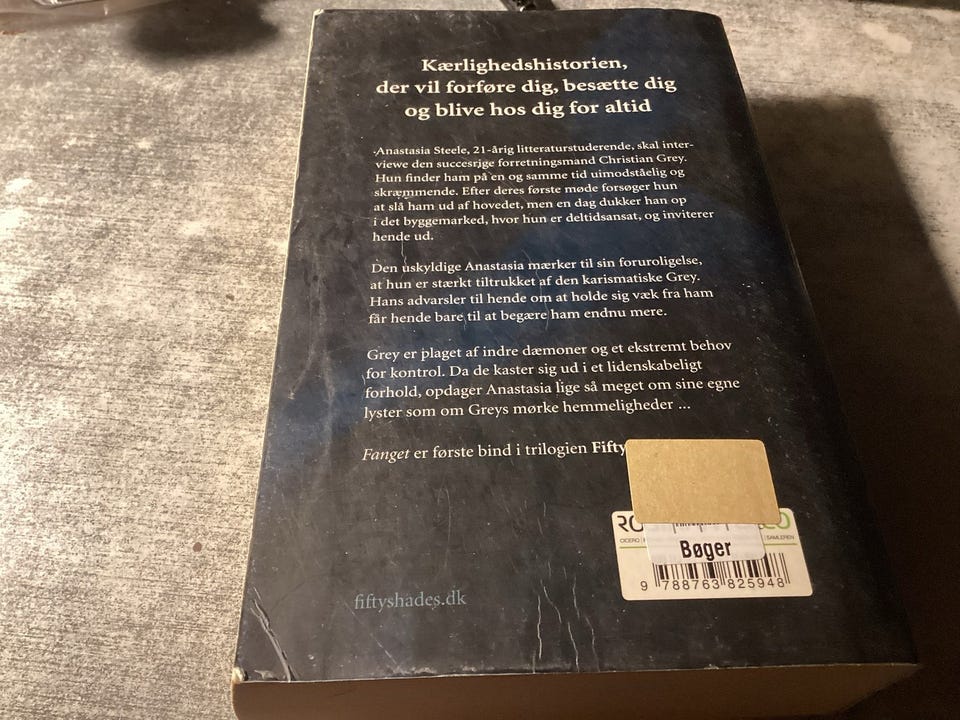 Kærlighedshistorien,
der vil forføre dig, besætte dig
og blive hos dig for altid
Anastasia Steele, 21-årig litteraturstuderende, skal inter-
viewe den succesrige forretningsmand Christian Grey.
Hun finder ham på en og samme tid uimodståelig og
skræmmende. Efter deres første møde forsøger hun
at slå ham ud af hovedet, men en dag dukker han op
i det byggemarked, hvor hun er deltidsansat, og inviterer
hende ud.
Den uskyldige Anastasia mærker til sin foruroligelse,
at hun er stærkt tiltrukket af den karismatiske Grey.
Hans advarsler til hende om at holde sig væk fra ham
får hende bare til at begære ham endnu mere.
Grey er plaget af indre dæmoner og et ekstremt behov
for kontrol. Da de kaster sig ud i et lidenskabeligt
forhold, opdager Anastasia lige så meget om sine egne
lyster som om Greys mørke hemmeligheder ...
Fanget er første bind i trilogien Fifty
CICERO SAMLEREN
Bøger
9 788763 825948
fiftyshades.dk